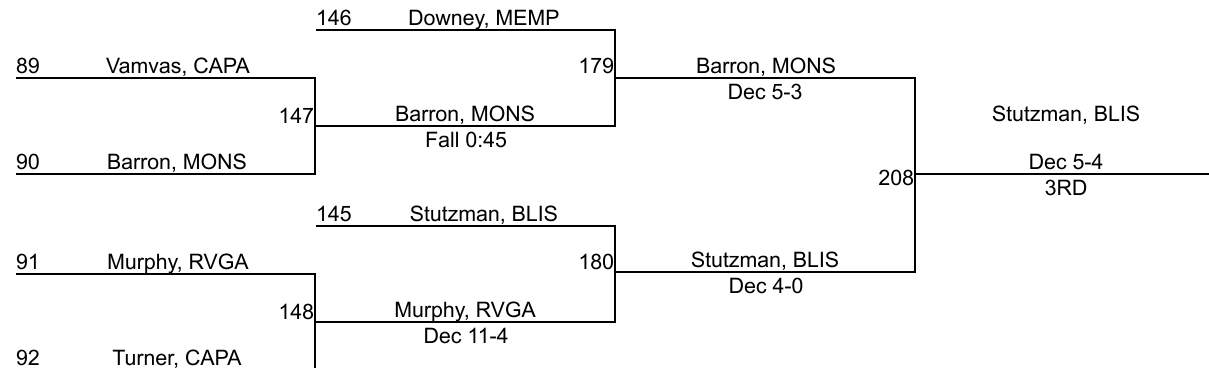 146 Downey, MEMP
89 Vamvas, CAPA
179 Barron, MONS
Dec 5-3
147 Barron, MONS
Fall 0:45
Stutzman, BLIS
90 Barron, MONS
Dec 5-4
208
3RD
145 Stutzman, BLIS
91 Murphy, RVGA
180 Stutzman, BLIS
Dec 4-0
148 Murphy, RVGA
Dec 11-4
92 Turner, CAPA